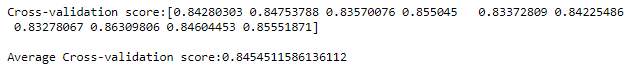 Cross-validation score:[0.84280303 0.84753788 0.83570076 0.855045   0.83372809 0.84225486
 0.83278067 0.86309806 0.84604453 0.85551871]
Average Cross-validation score:0.8454511586136112